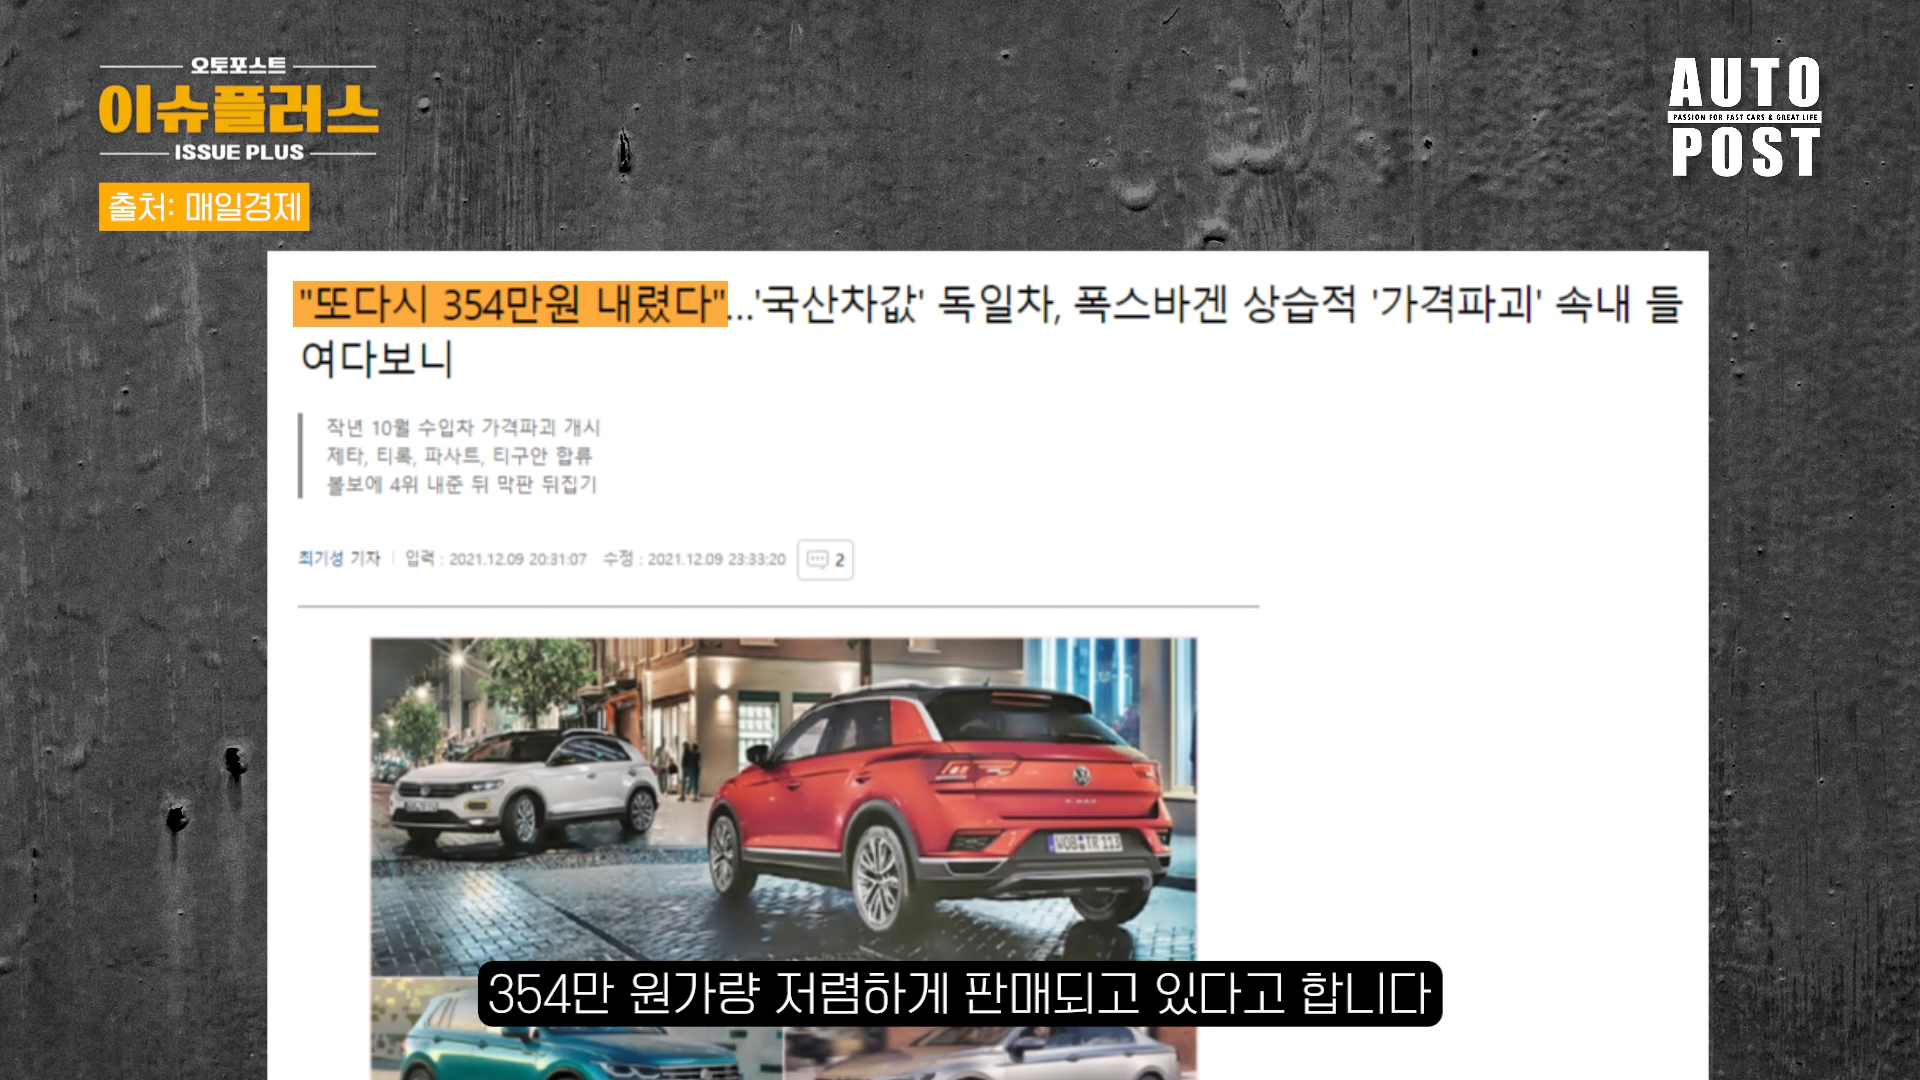 오토포스트
이슈플러스
ISSUE PLUS
출처: 매일경제
AUTO
PASSION FOR FAST CARS & GREAT LIFE
POST
"또다시 354만원 내렸다"...'국산차값' 독일차, 폭스바겐 상습적 '가격파괴' 속내 들
여다보니
작년 10월 수입차 가격파괴 개시
제타, 티록, 파사트, 티구안 합류
볼보에 4위 내준 뒤 막판 뒤집기
최기성 기자 | 입력 : 2021.12.09 20:31:07 수정 : 2021.12.09 23:33:20 2
WOB TR 113
354만 원가량 저렴하게 판매되고 있다고 합니다